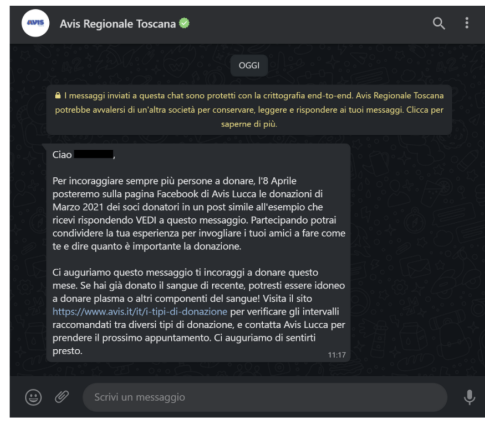 AVIS
Avis Regionale Toscana
OGGI
I messaggi inviati a questa chat sono protetti con la crittografia end-to-end. Avis Regionale Toscana
potrebbe avvalersi di un'altra società per conservare, leggere e rispondere ai tuoi messaggi. Clicca per
saperne di più.
Ciao ,
Per incoraggiare sempre più persone a donare, l'8 Aprile
posteremo sulla pagina Facebook di Avis Lucca le donazioni di
Marzo 2021 dei soci donatori in un post simile all'esempio che
ricevi rispondendo VEDI a questo messaggio. Partecipando potrai
condividere la tua esperienza per invogliare i tuoi amici a fare come
te e dire quanto è importante la donazione.
Ci auguriamo questo messaggio ti incoraggi a donare questo
mese. Se hai già donato il sangue di recente, potresti essere idoneo
a donare plasma o altri componenti del sangue! Visita il sito
https://www.avis.it/it/i-tipi-di-donazione per verificare gli intervalli
raccomandati tra diversi tipi di donazione, e contatta Avis Lucca per
prendere il prossimo appuntamento. Ci auguriamo di sentirti
presto.
11:17
Scrivi un messaggio